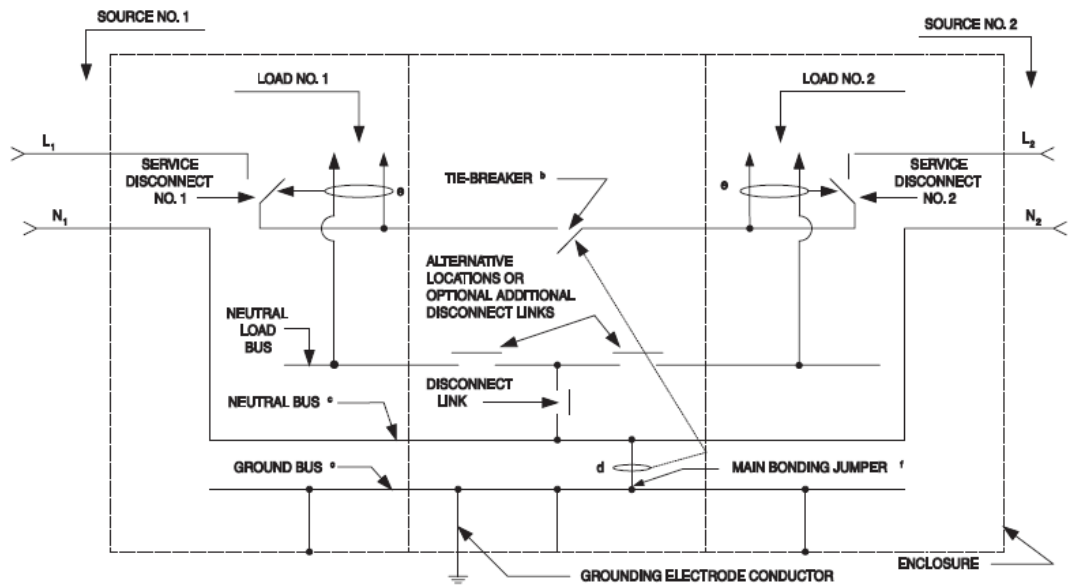 SOURCE NO. 1
SOURCE NO. 2
LOAD NO. 1
LOAD NO. 2
L1
L2
SERVICE
DISCONNECT
NO. 1
e
TIE-BREAKER b
e
SERVICE
DISCONNECT
NO. 2
N1
N2
ALTERNATIVE
LOCATIONS OR
OPTIONAL ADDITIONAL
DISCONNECT LINKS
NEUTRAL
LOAD
BUS
DISCONNECT
LINK
NEUTRAL BUS c
GROUND BUS c
d
MAIN BONDING JUMPER f
ENCLOSURE
GROUNDING ELECTRODE CONDUCTOR